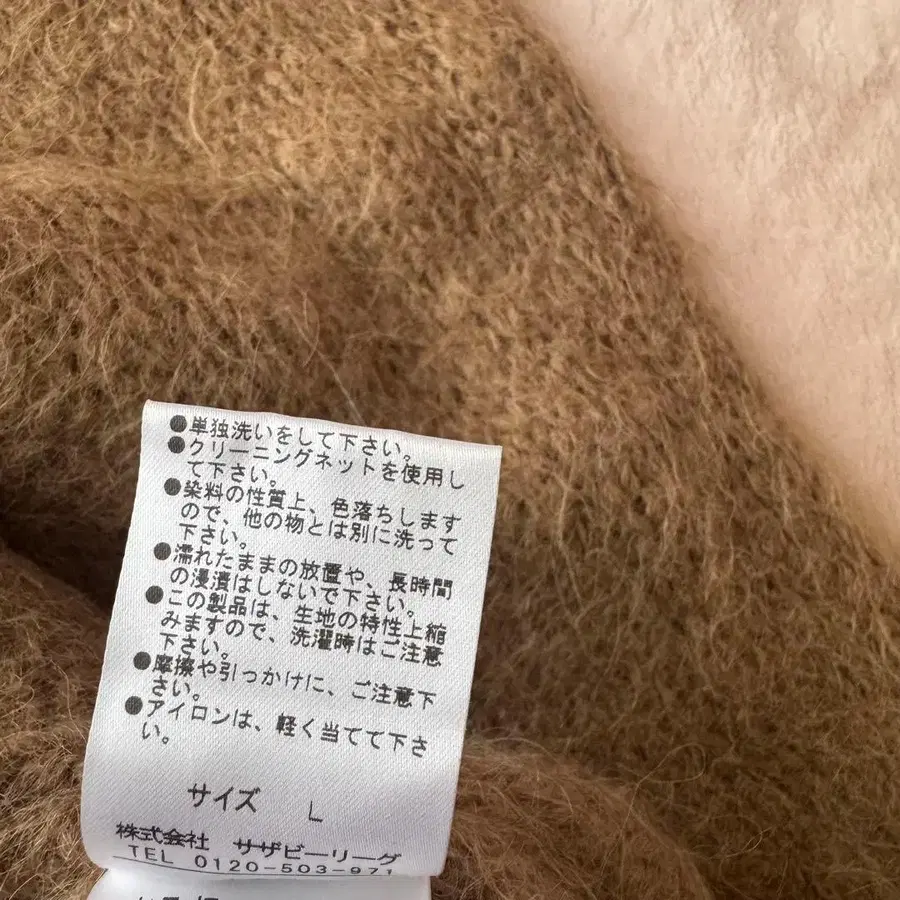 ●単独洗いをして下さい。
●クリーニングネットを使用し
て下さい。
●染料の性質上、色落ちします
ので、他の物とは別に洗って
下さい。
●濡れたままの放置や、長時間
の浸漬はしないで下さい。
●この製品は、生地の特性上縮
みますので、洗濯時はご注意
下さい。
●摩擦や引っかけに、ご注意下
さい。
●アイロンは、軽く当てて下さ
い。
サイズ L
株式会社 サザビーリーグ
TEL 0120-503-971